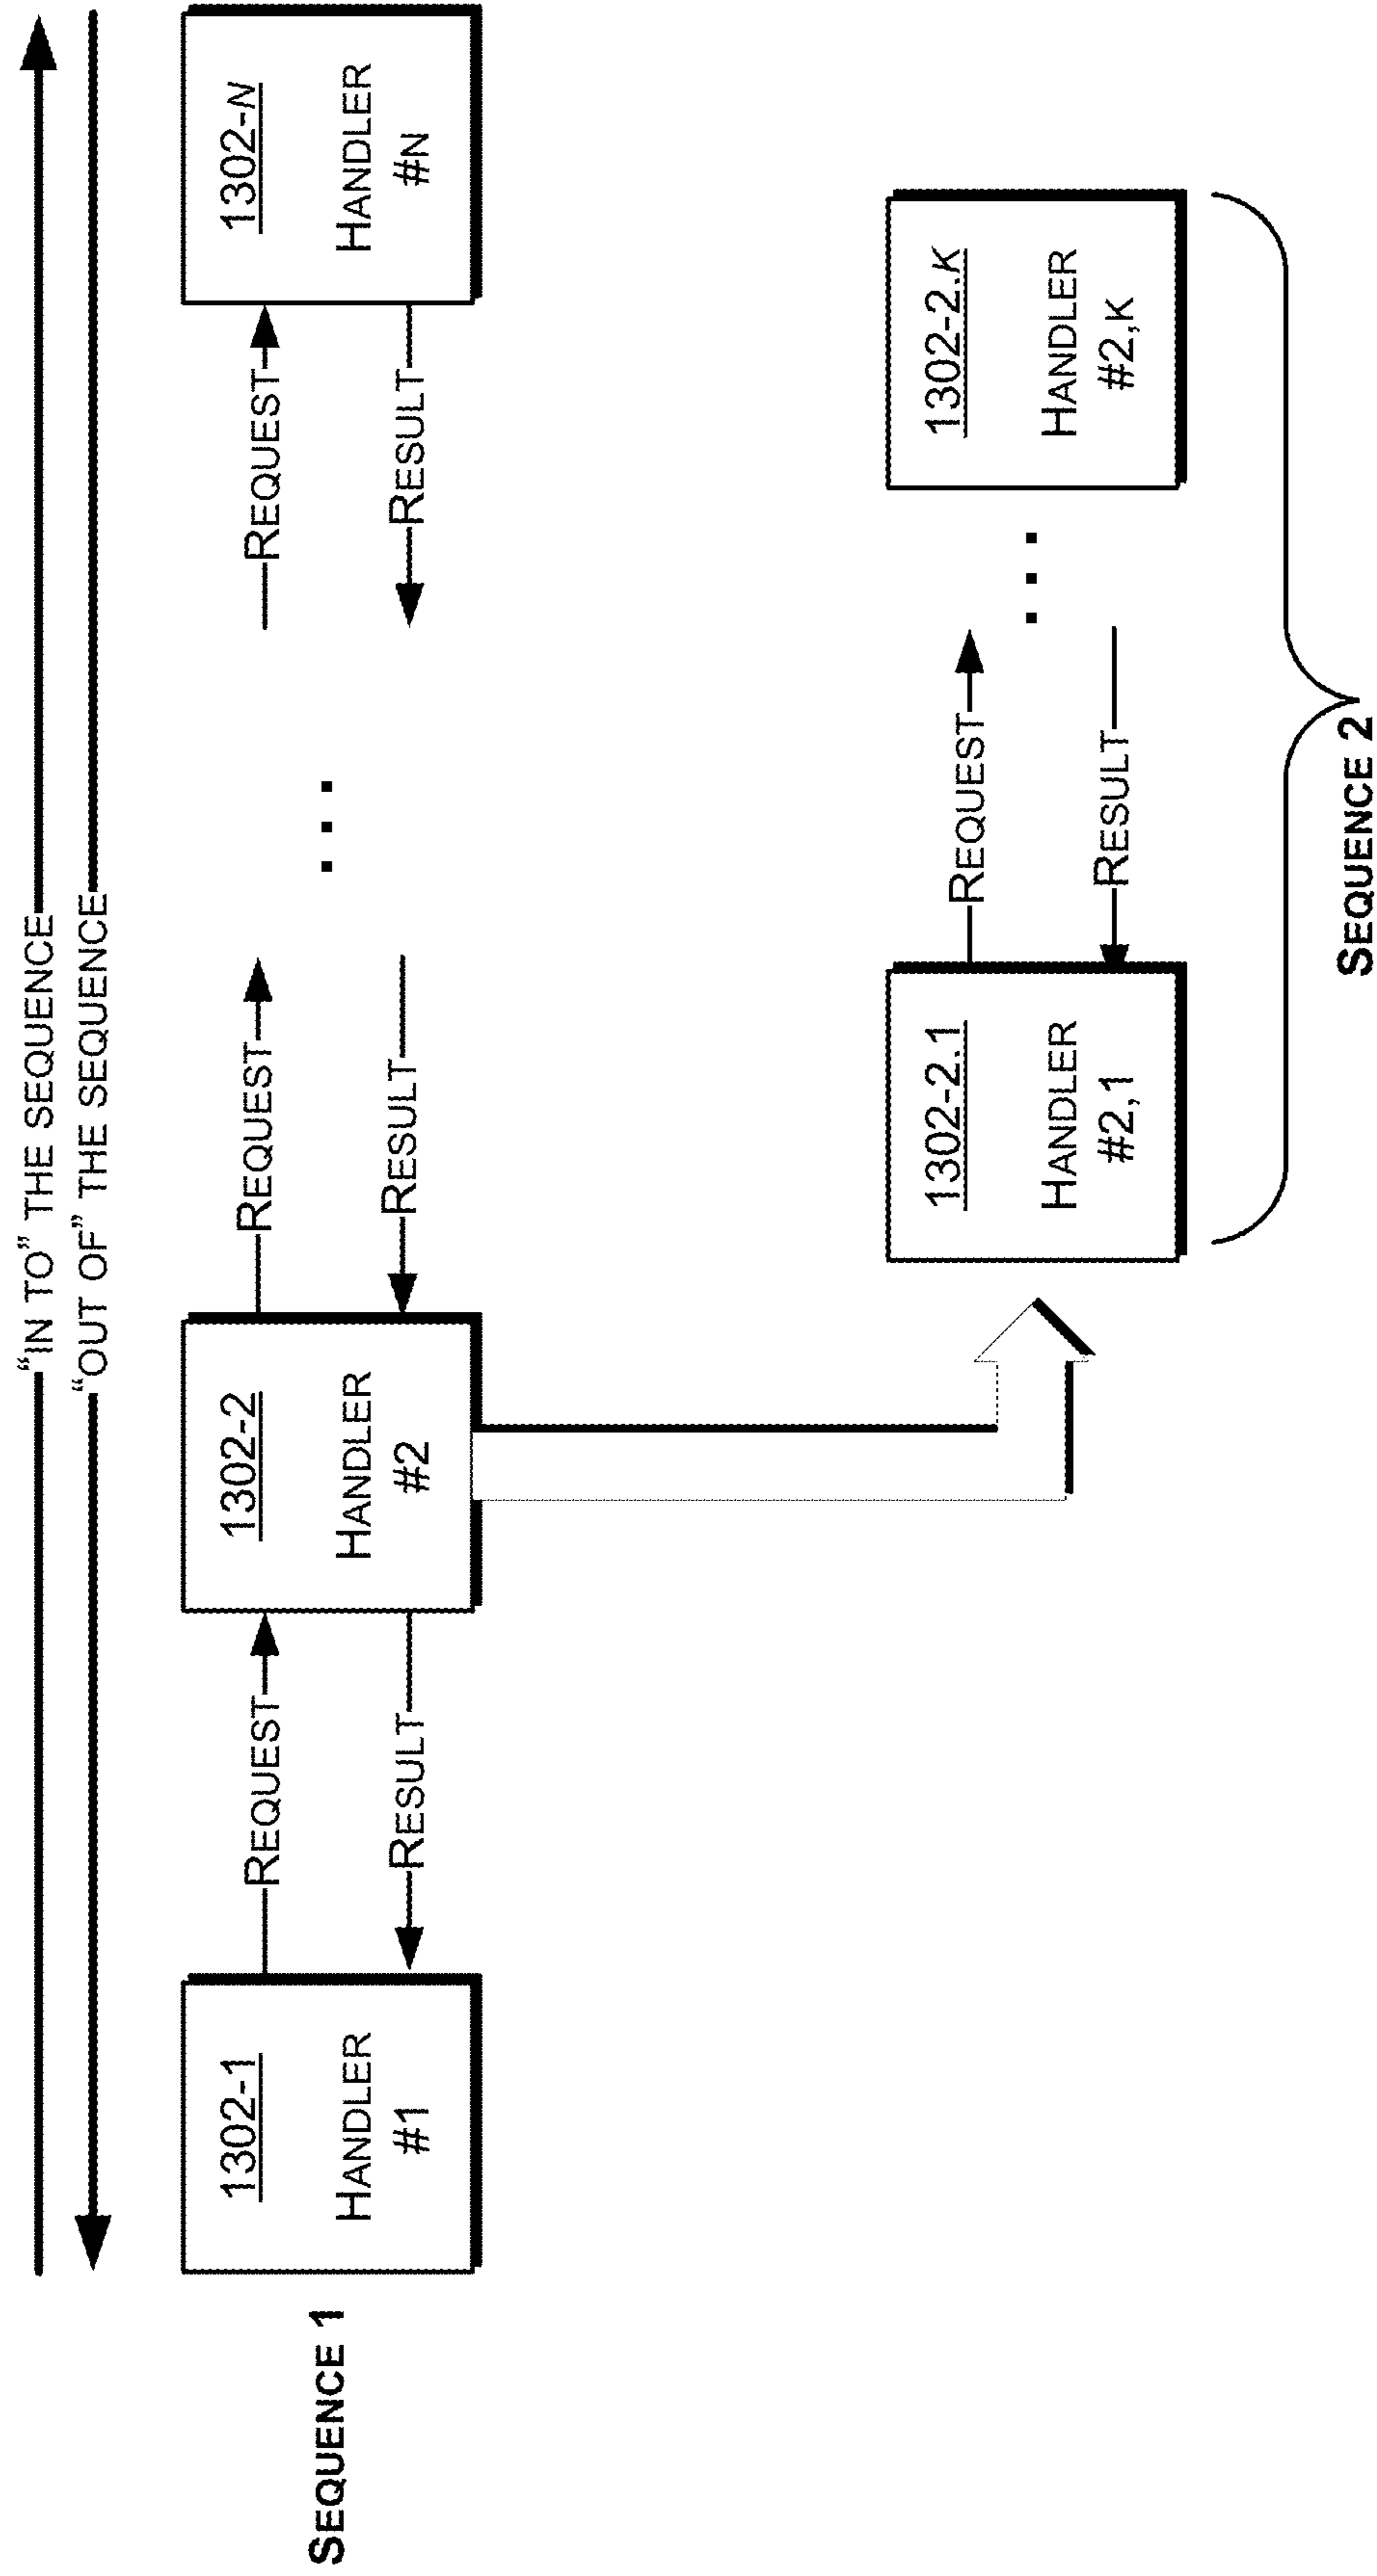 “IN TO” THE SEQUENCE
“OUT OF” THE SEQUENCE
SEQUENCE 1
1302-1
HANDLER
#1
REQUEST
RESULT
1302-2
HANDLER
#2
REQUEST
RESULT
...
REQUEST
RESULT
1302-N
HANDLER
#N
1302-2.1
HANDLER
#2,1
REQUEST
RESULT
...
1302-2.K
HANDLER
#2,K
SEQUENCE 2